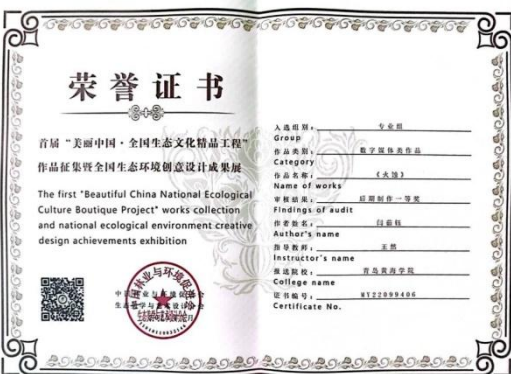 荣誉证书
首届“美丽中国·全国生态文化精品工程”
作品征集暨全国生态环境创意设计成果展
The first "Beautiful China National Ecological
Culture Boutique Project" works collection
and national ecological environment creative
design achievements exhibition
入选组别： 专业组
Group
作品类别： 数字媒体类作品
Category
作品名称： 《火蚀》
Name of works
审核结果： 后期制作一等奖
Findings of audit
作者姓名：
Author's name
指导教师： 王然
Instructor's name
报送院校： 青岛黄海学院
College name
证书编号： MY22099406
Certificate No.